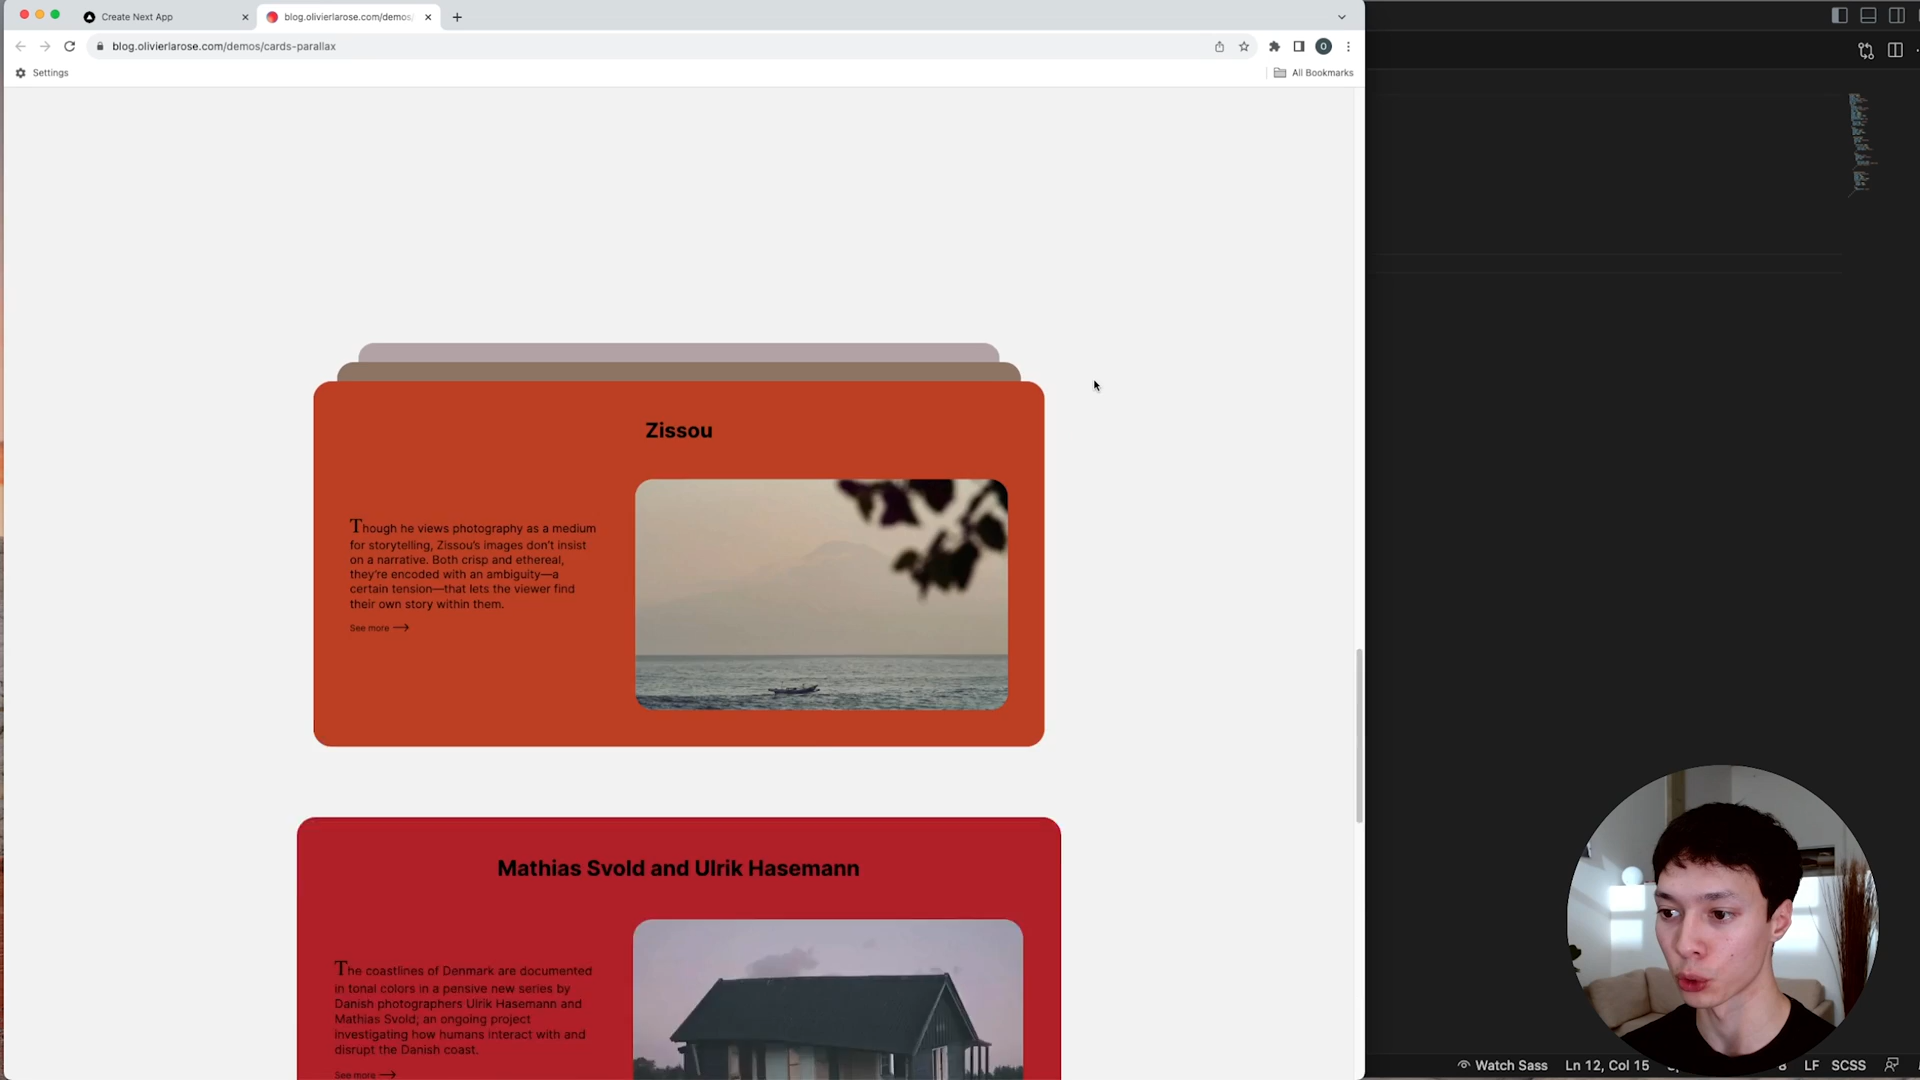 Create Next App
blog.olivierlarose.com/demos/
blog.olivierlarose.com/demos/cards-parallax
O
Settings
All Bookmarks
Zissou
Though he views photography as a medium
for storytelling, Zissou's images don't insist
on a narrative. Both crisp and ethereal,
they're encoded with an ambiguity—a
certain tension—that lets the viewer find
their own story within them.
See more
Mathias Svold and Ulrik Hasemann
The coastlines of Denmark are documented
in tonal colors in a pensive new series by
Danish photographers Ulrik Hasemann and
Mathias Svold; an ongoing project
investigating how humans interact with and
disrupt the Danish coast.
See more
Watch Sass Ln 12, Col 15 LF SCSS